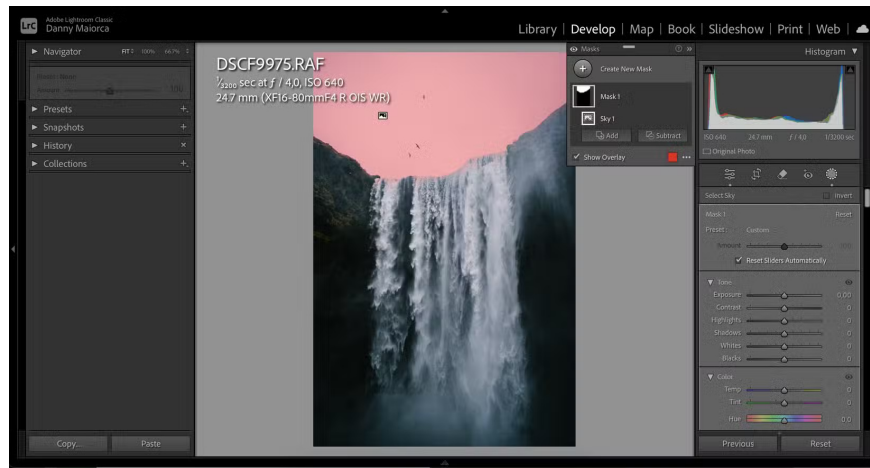 LrC
Adobe Lightroom Classic
Danny Maiorca
Library | Develop | Map | Book | Slideshow | Print | Web |
Navigator
FIT 100% 66.7%
Amount 100
Presets
Snapshots
History
Collections
Copy...
Paste
DSCF9975.RAF
1/3200 sec at ƒ / 4,0, ISO 640
24.7 mm (XF16-80mmF4 R OIS WR)
Masks
Create New Mask
Mask 1
Sky 1
Add
Subtract
Show Overlay
Histogram
ISO 640 24.7 mm ƒ / 4,0 1/3200 sec
Original Photo
Select Sky
Invert
Mask 1
Reset
Preset: Custom
Amount 100
Reset Sliders Automatically
Tone
Exposure 0.00
Contrast 0
Highlights 0
Shadows 0
Whites 0
Blacks 0
Color
Temp 0
Tint 0
Hue 0.0
Previous
Reset